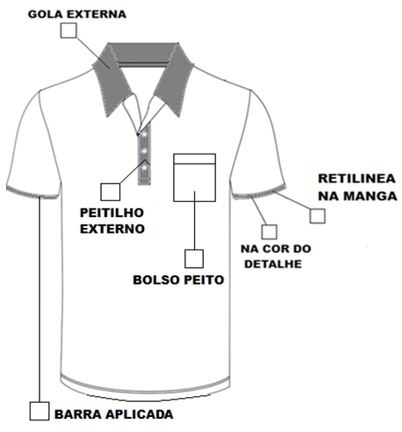 GOLA EXTERNA
PEITILHO
EXTERNO
BOLSO PEITO
RETILINEA
NA MANGA
NA COR DO
DETALHE
BARRA APLICADA